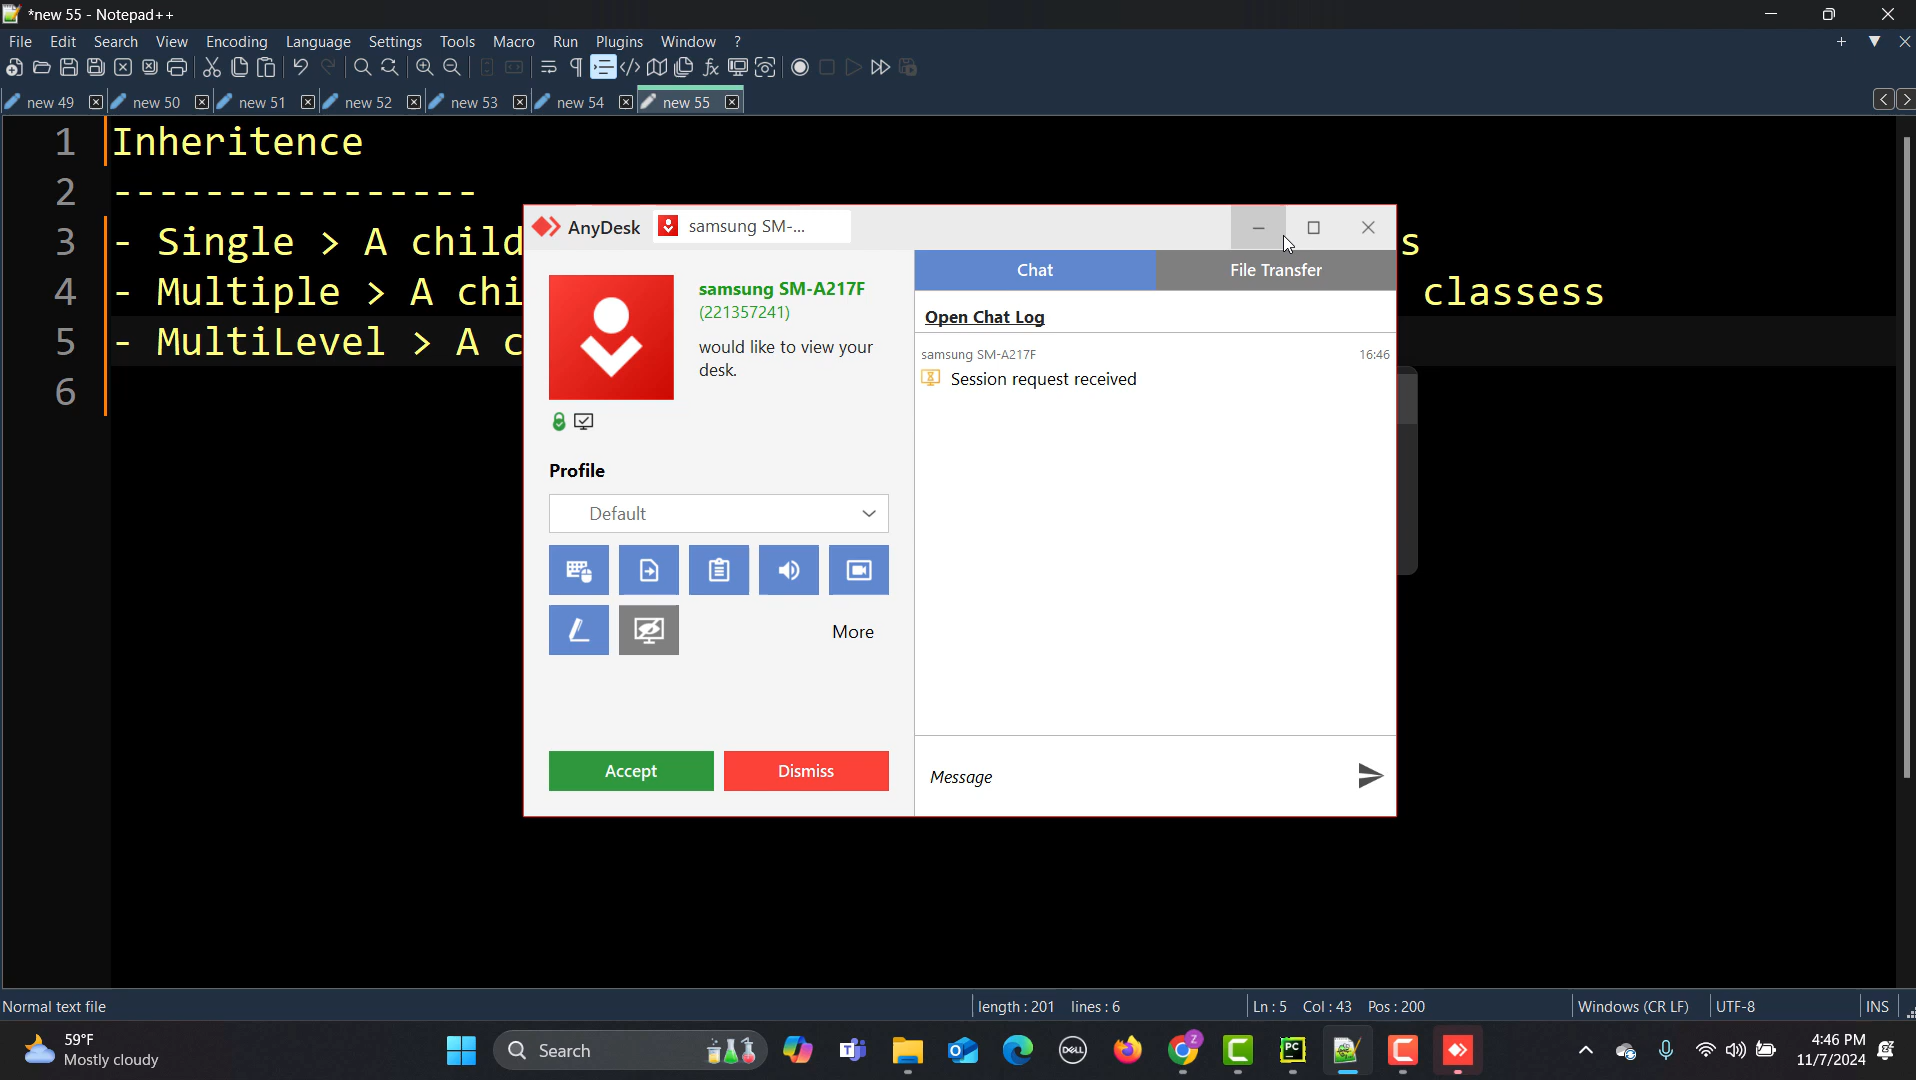 *new 55 - Notepad++
File Edit Search View Encoding Language Settings Tools Macro Run Plugins Window ?
new 49 new 50 new 51 new 52 new 53 new 54 new 55
1 Inheritence
2 ----------------
3 - Single > A child s
4 - Multiple > A chi classess
5 - MultiLevel > A c
6
AnyDesk samsung SM-...
samsung SM-A217F
(221357241)
would like to view your
desk.
Profile
Default
More
Accept Dismiss
Chat File Transfer
Open Chat Log
samsung SM-A217F 16:46
Session request received
Message
Normal text file length : 201 lines : 6 Ln : 5 Col : 43 Pos : 200 Windows (CR LF) UTF-8 INS
59°F
Mostly cloudy
Search
DELL
Z
PC
4:46 PM
11/7/2024